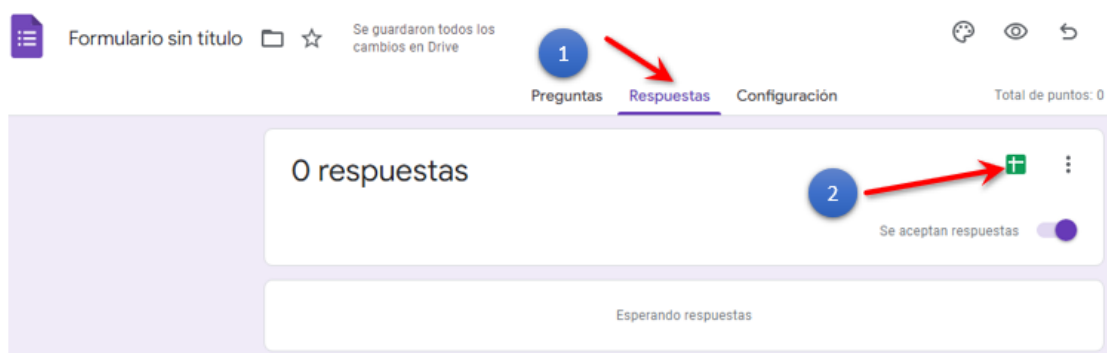 Formulario sin título
Se guardaron todos los
cambios en Drive
1
Preguntas Respuestas Configuración
Total de puntos: 0
0 respuestas
2
Se aceptan respuestas
Esperando respuestas